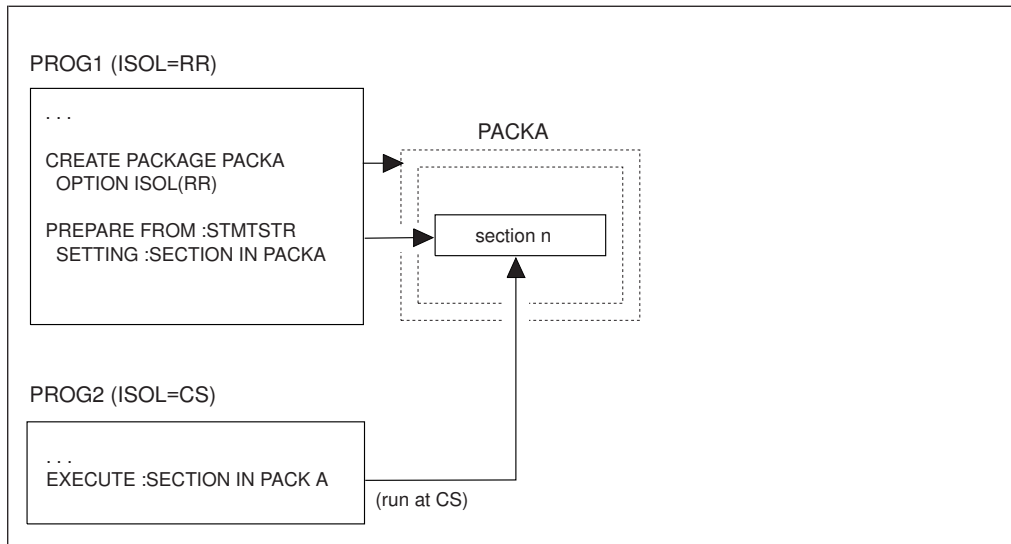 PROG1 (ISOL=RR)
. . .
CREATE PACKAGE PACKA
OPTION ISOL(RR)
PREPARE FROM :STMTSTR
SETTING :SECTION IN PACKA
PACKA
section n
PROG2 (ISOL=CS)
. . .
EXECUTE :SECTION IN PACK A
(run at CS)